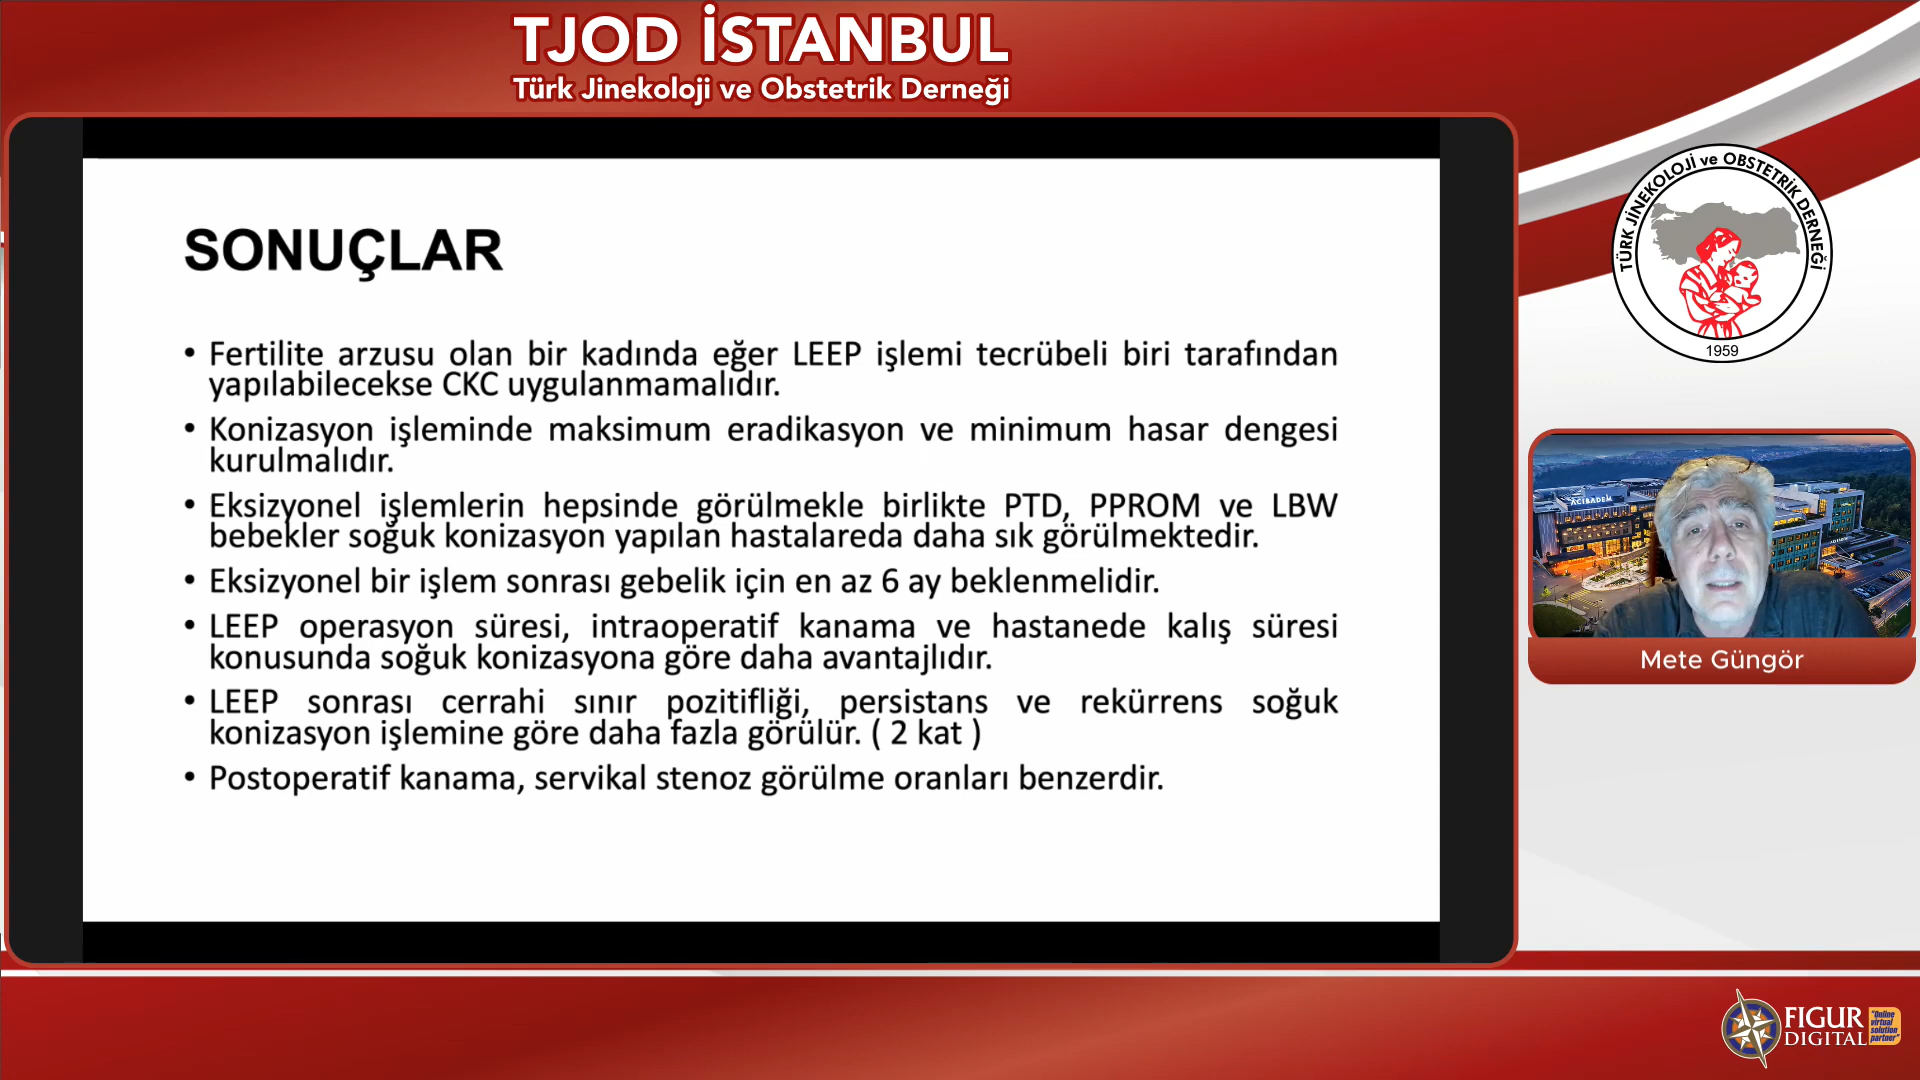 TJOD İSTANBUL
Türk Jinekoloji ve Obstetrik Derneği
SONUÇLAR
• Fertilite arzusu olan bir kadında eğer LEEP işlemi tecrübeli biri tarafından
yapılabilecekse CKC uygulanmamalıdır.
• Konizasyon işleminde maksimum eradikasyon ve minimum hasar dengesi
kurulmalıdır.
• Eksizyonel işlemlerin hepsinde görülmekle birlikte PTD, PPROM ve LBW
bebekler soğuk konizasyon yapılan hastalareda daha sık görülmektedir.
• Eksizyonel bir işlem sonrası gebelik için en az 6 ay beklenmelidir.
• LEEP operasyon süresi, intraoperatif kanama ve hastanede kalış süresi
konusunda soğuk konizasyona göre daha avantajlıdır.
• LEEP sonrası cerrahi sınır pozitifliği, persistans ve rekürrens soğuk
konizasyon işlemine göre daha fazla görülür. ( 2 kat )
• Postoperatif kanama, servikal stenoz görülme oranları benzerdir.
TÜRK JİNEKOLOJİ ve OBSTETRİK DERNEĞİ
1959
ACIBADEM
Mete Güngör
FIGUR
DIGITAL
"Online
virtual
solution
partner"